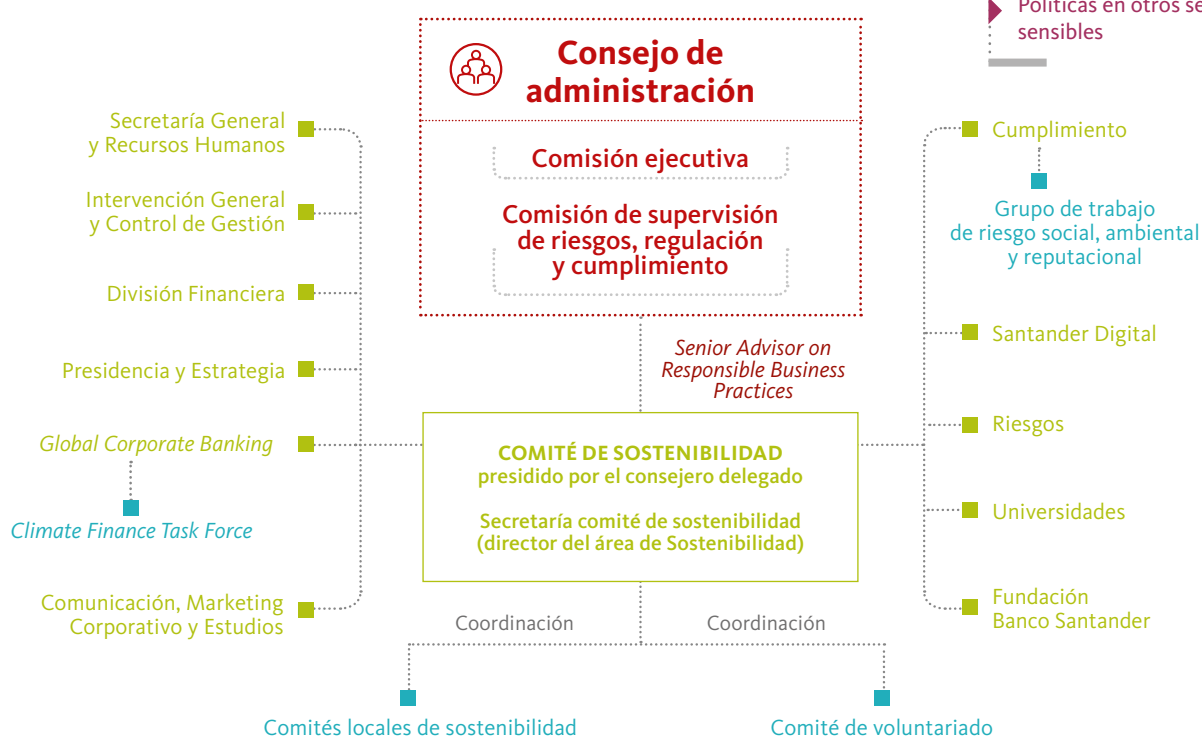 Políticas en otros
sensibles
Consejo de
administración
Comisión ejecutiva
Comisión de supervisión
de riesgos, regulación
y cumplimiento
Secretaría General
y Recursos Humanos
Intervención General
y Control de Gestión
División Financiera
Presidencia y Estrategia
Global Corporate Banking
Climate Finance Task Force
Comunicación, Marketing
Corporativo y Estudios
Senior Advisor on
Responsible Business
Practices
COMITÉ DE SOSTENIBILIDAD
presidido por el consejero delegado
Secretaría comité de sostenibilidad
(director del área de Sostenibilidad)
Cumplimiento
Grupo de trabajo
de riesgo social, ambiental
y reputacional
Santander Digital
Riesgos
Universidades
Fundación
Banco Santander
Coordinación
Coordinación
Comités locales de sostenibilidad
Comité de voluntariado